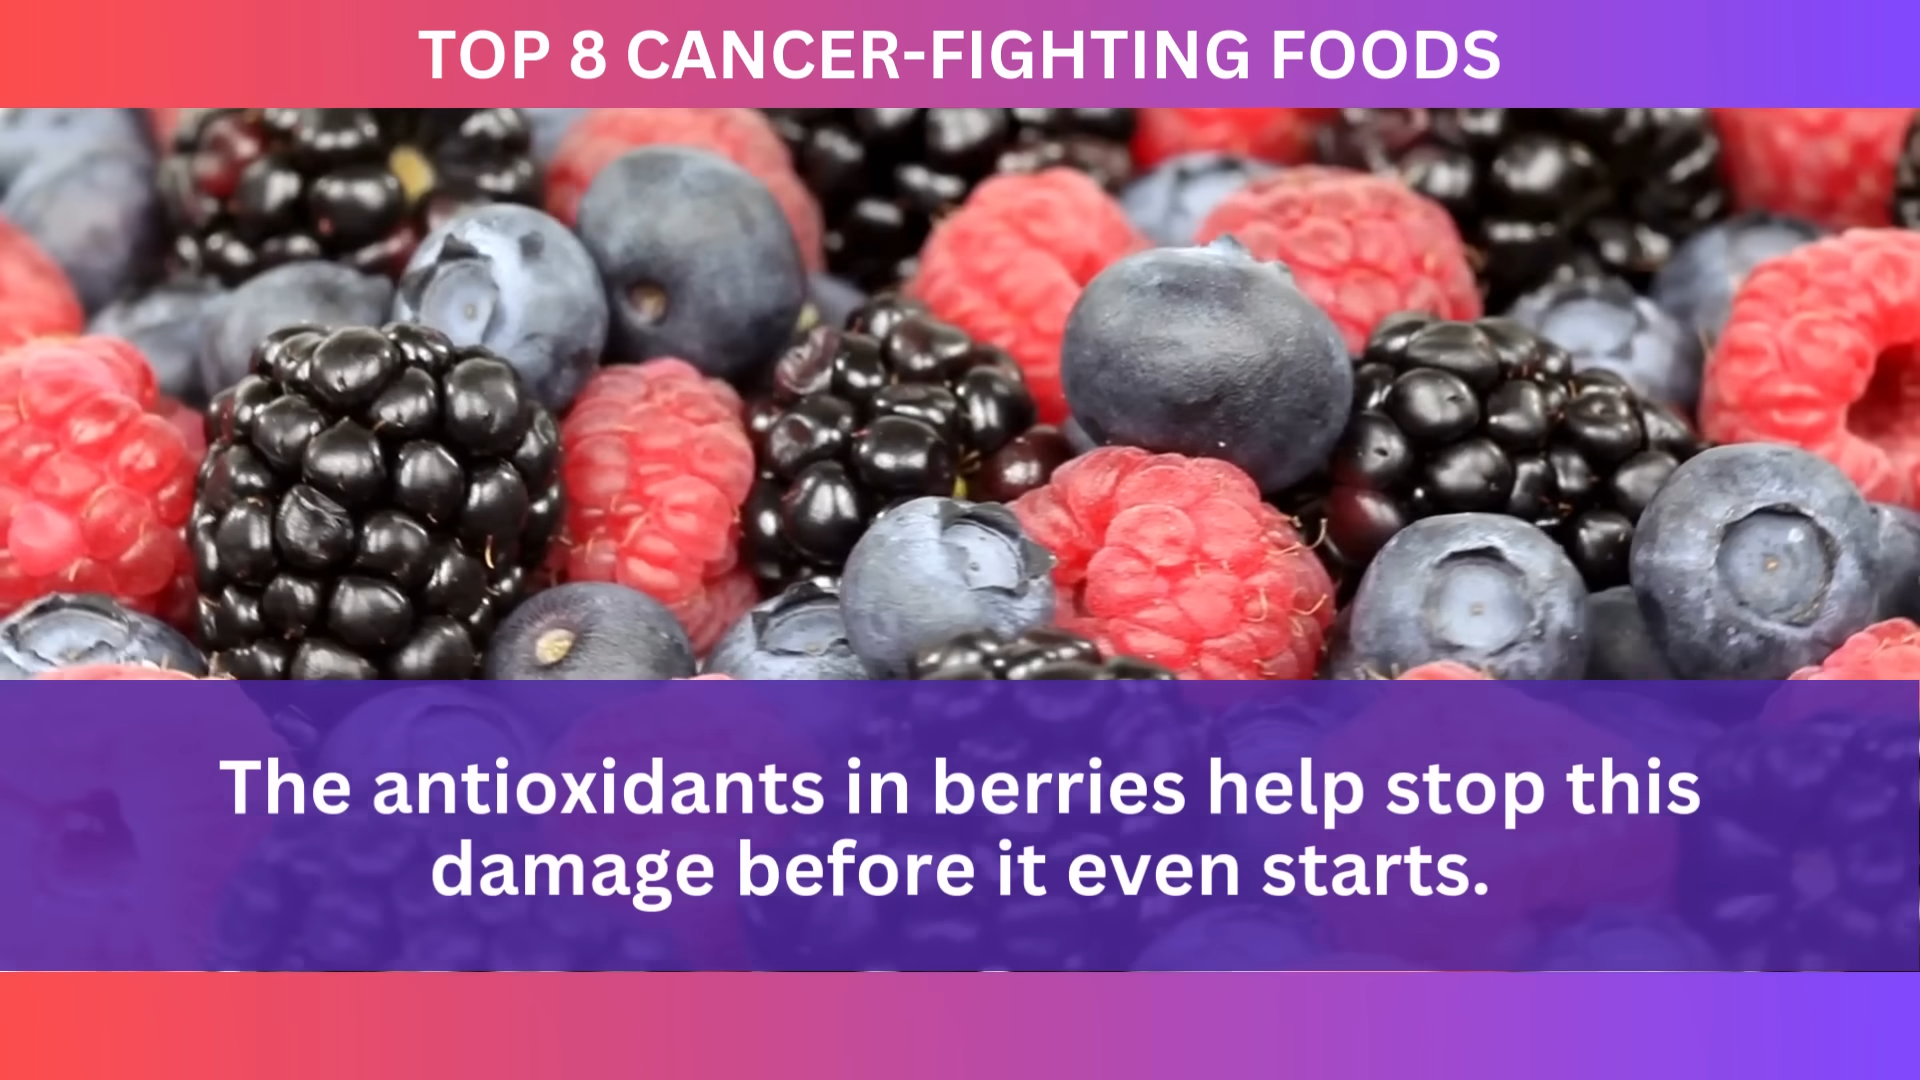 TOP 8 CANCER-FIGHTING FOODS
The antioxidants in berries help stop this
damage before it even starts.